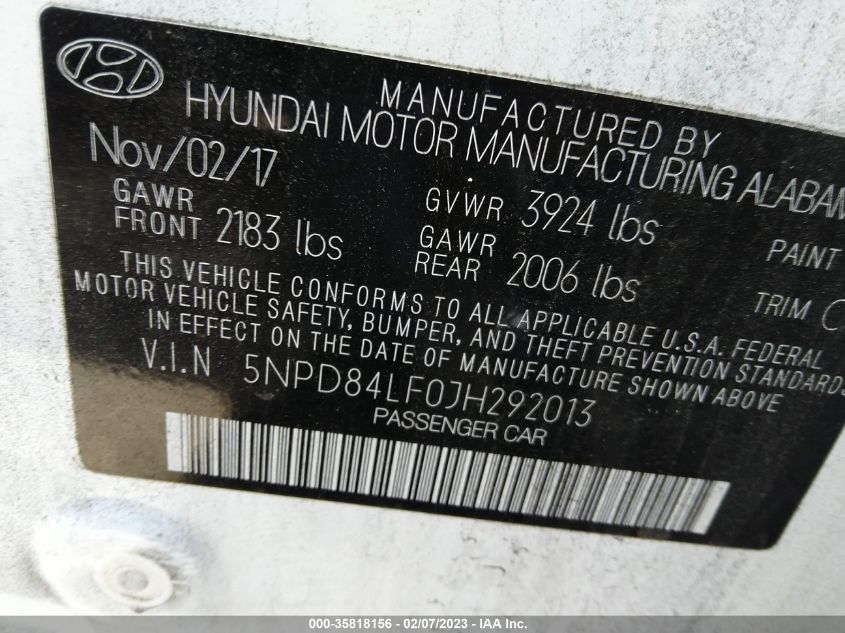 MANUFACTURED BY
HYUNDAI MOTOR MANUFACTURING ALABAM
Nov/02/17
GAWR FRONT 2183 lbs
GVWR 3924 lbs
GAWR REAR 2006 lbs
PAINT
TRIM
THIS VEHICLE CONFORMS TO ALL APPLICABLE U.S.A. FEDERAL
MOTOR VEHICLE SAFETY, BUMPER, AND THEFT PREVENTION STANDARDS
IN EFFECT ON THE DATE OF MANUFACTURE SHOWN ABOVE
V.I.N 5NPD84LF0JH292013
PASSENGER CAR
000-35818156 - 02/07/2023 - IAA Inc.